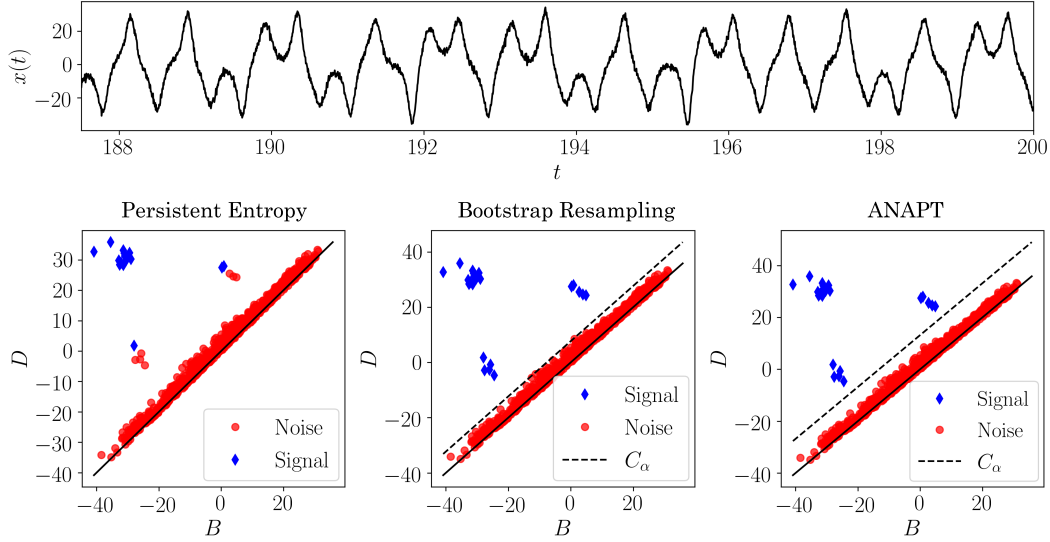 x(t)
20
0
−20
188 190 192 194 196 198 200
t
Persistent Entropy
D
30
20
10
0
−10
−20
−30
−40
−40 −20 0 20
B
Noise
Signal
Bootstrap Resampling
D
40
20
0
−20
−40
−40 −20 0 20
B
Signal
Noise
Cα
ANAPT
D
60
40
20
0
−20
−40
−40 −20 0 20
B
Signal
Noise
Cα